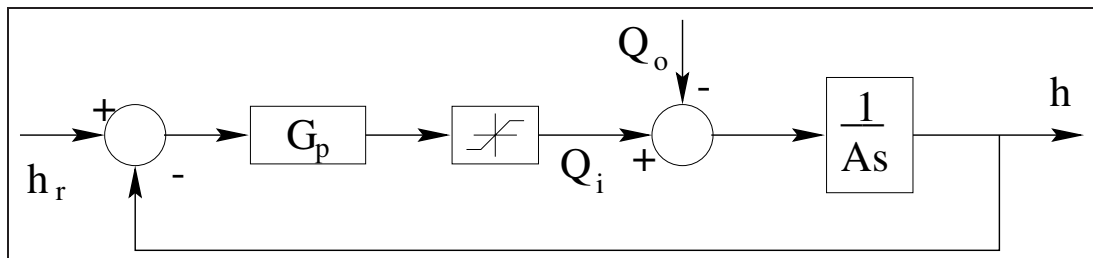 Q_o
-
1
h
+
G_p
As
h_r
-
Q_i
+